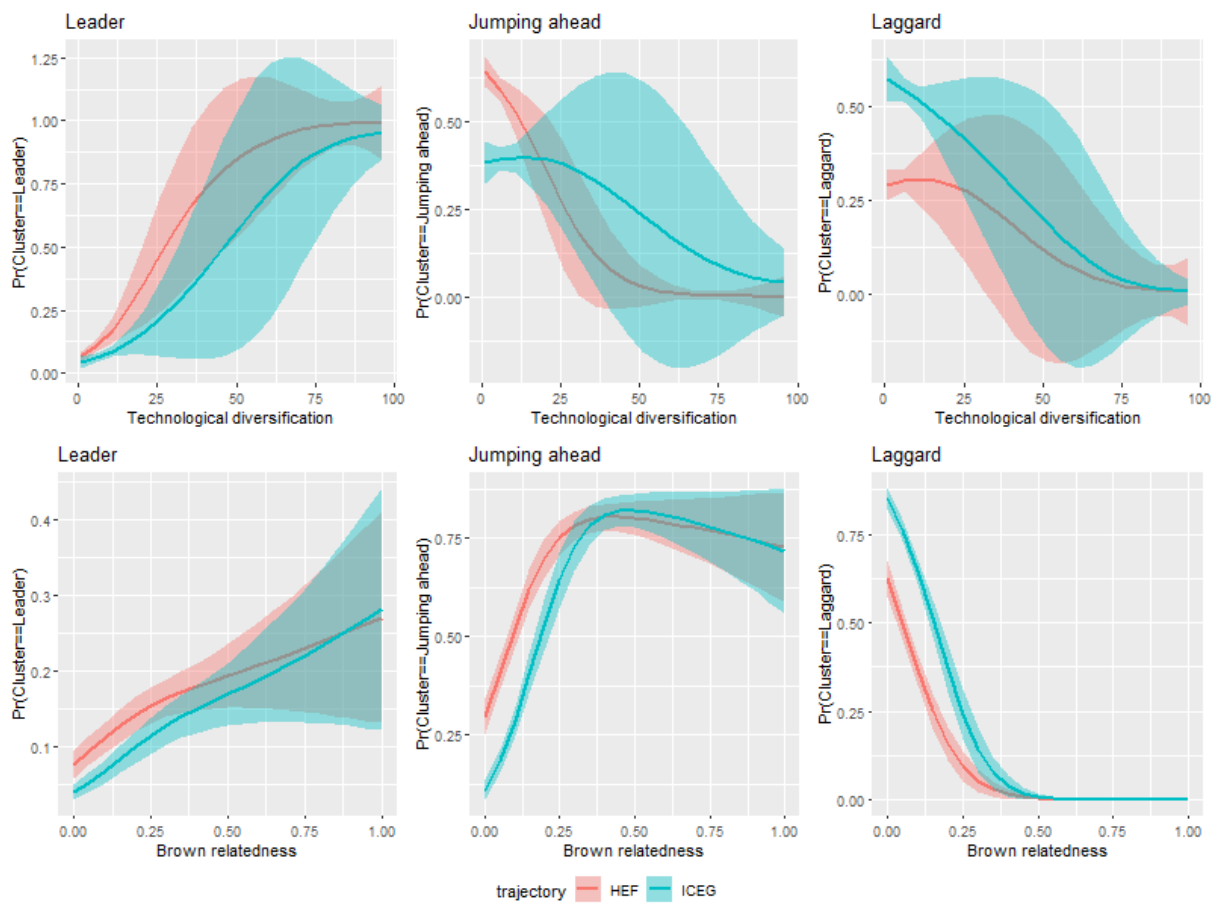 Leader
Jumping ahead
Laggard
Pr(Cluster==Leader)
1.25
1.00
0.75
0.50
0.25
0.00
0 25 50 75 100
Technological diversification
Pr(Cluster==Jumping ahead)
0.50
0.25
0.00
0 25 50 75 100
Technological diversification
Pr(Cluster==Laggard)
0.50
0.25
0.00
0 25 50 75 100
Technological diversification
Leader
Jumping ahead
Laggard
Pr(Cluster==Leader)
0.4
0.3
0.2
0.1
0.00 0.25 0.50 0.75 1.00
Brown relatedness
Pr(Cluster==Jumping ahead)
0.75
0.50
0.25
0.00 0.25 0.50 0.75 1.00
Brown relatedness
Pr(Cluster==Laggard)
0.75
0.50
0.25
0.00
0.00 0.25 0.50 0.75 1.00
Brown relatedness
trajectory HEF ICEG